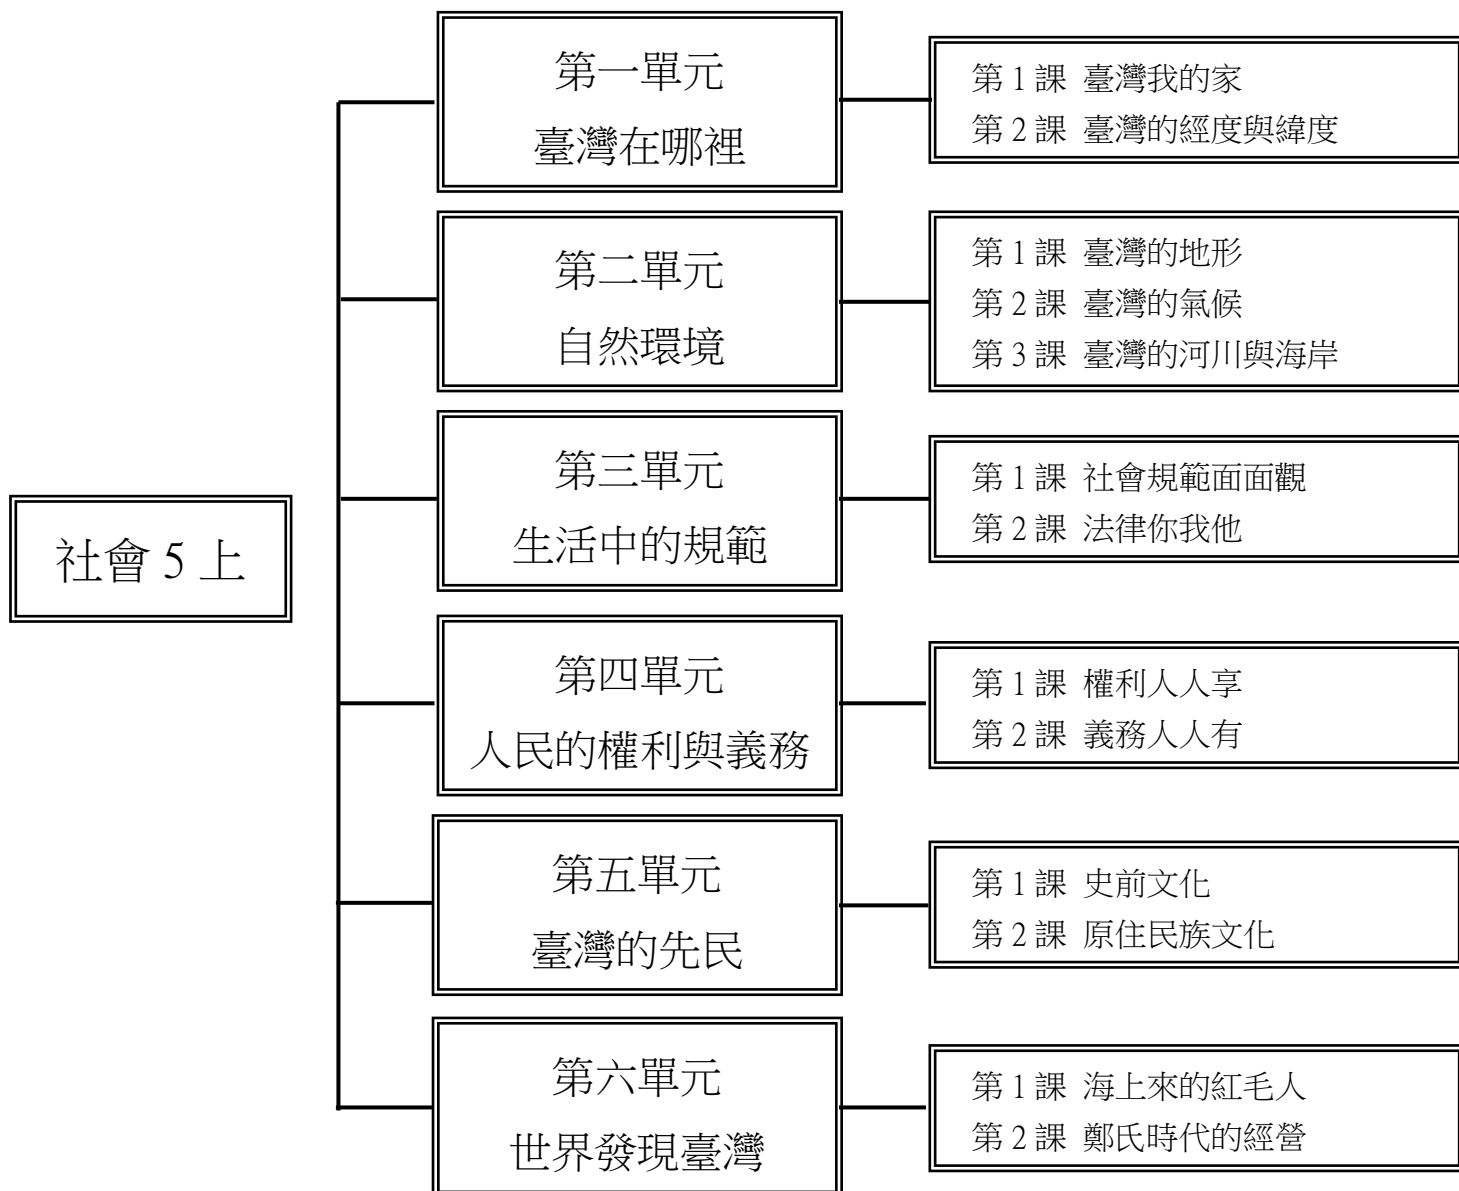 社會 5 上
第一單元
臺灣在哪裡
第 1 課 臺灣我的家
第 2 課 臺灣的經度與緯度
第二單元
自然環境
第 1 課 臺灣的地形
第 2 課 臺灣的氣候
第 3 課 臺灣的河川與海岸
第三單元
生活中的規範
第 1 課 社會規範面面觀
第 2 課 法律你我他
第四單元
人民的權利與義務
第 1 課 權利人人享
第 2 課 義務人人有
第五單元
臺灣的先民
第 1 課 史前文化
第 2 課 原住民族文化
第六單元
世界發現臺灣
第 1 課 海上來的紅毛人
第 2 課 鄭氏時代的經營